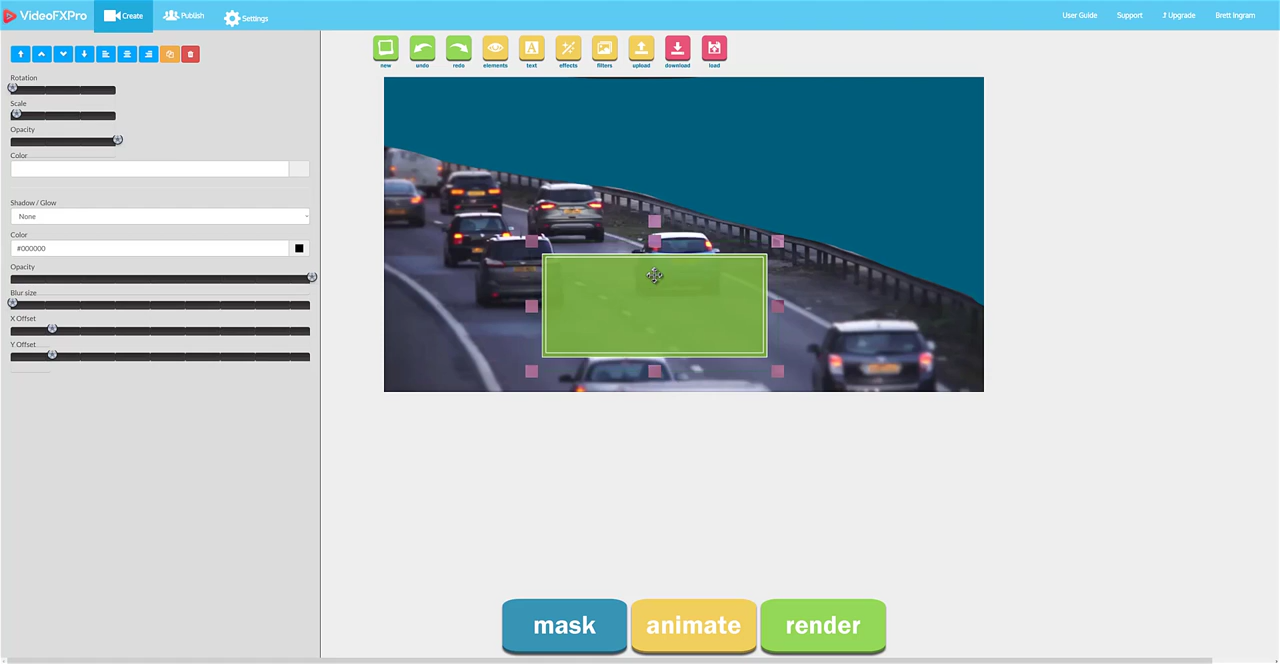 VideoFXPro
Create
Publish
Settings
User Guide
Support
Upgrade
Brett Ingram
new
undo
redo
elements
text
effects
filters
upload
download
load
Rotation
Scale
Opacity
Color
Shadow / Glow
None
Color
#000000
Opacity
Blur size
X Offset
Y Offset
mask
animate
render